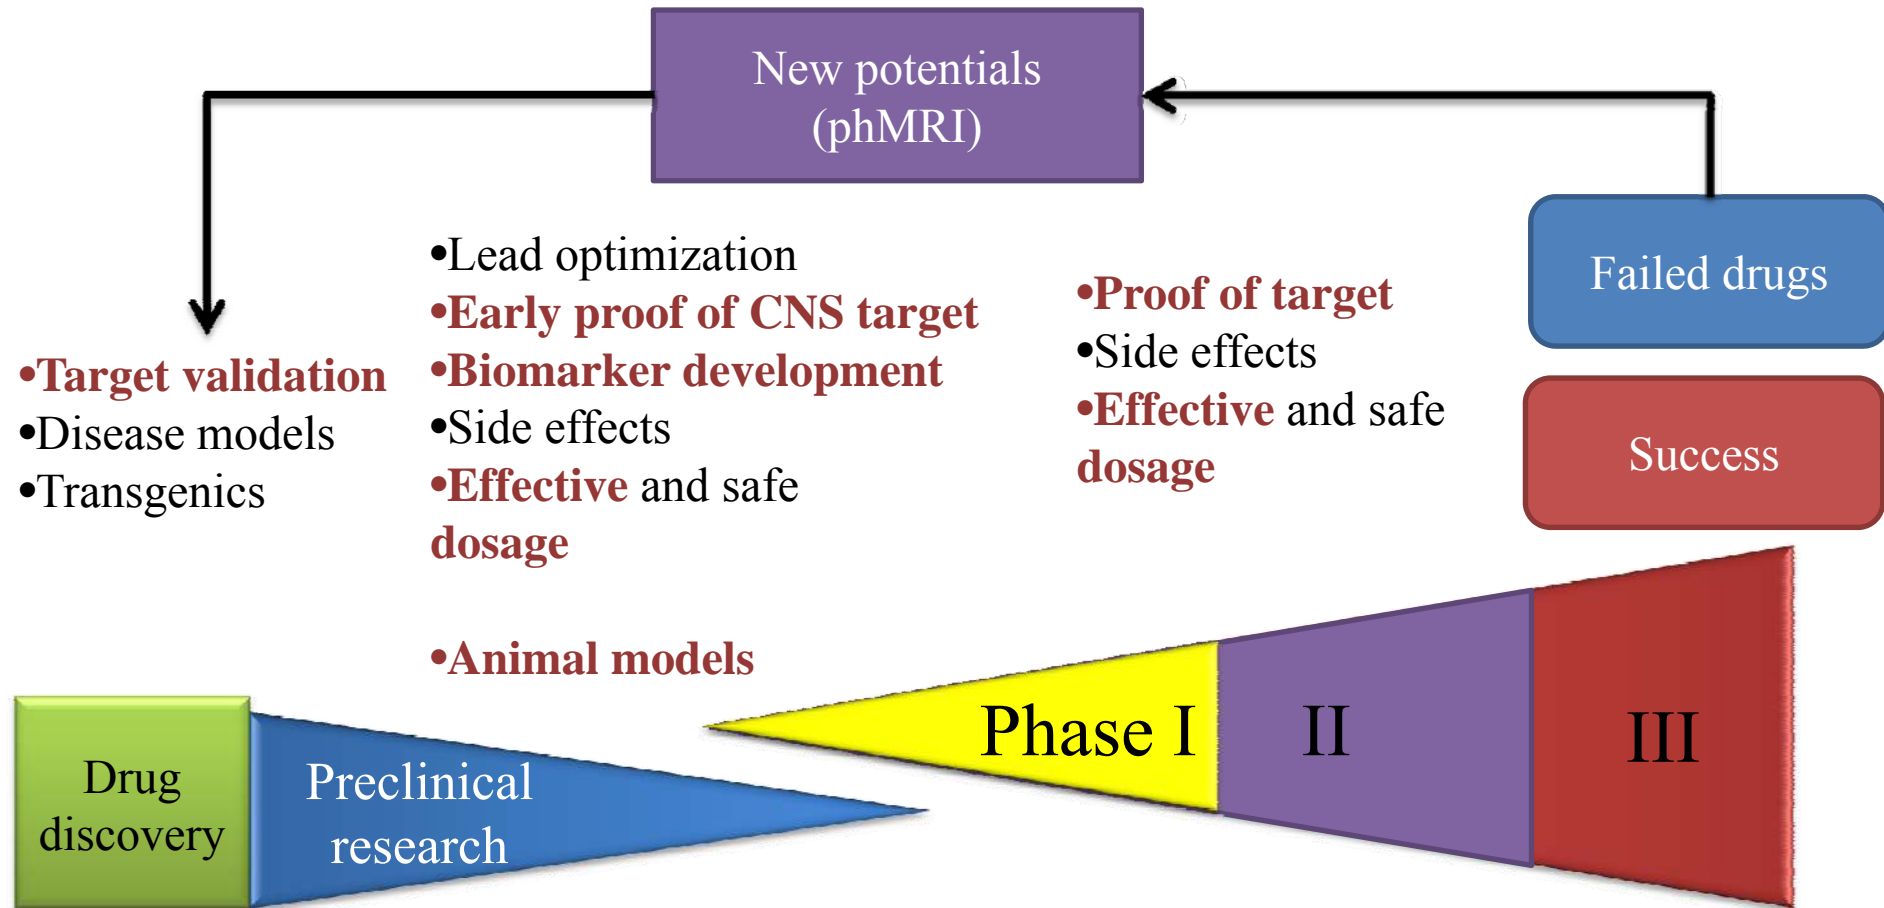 New potentials
(phMRI)
Failed drugs
Success
•Target validation
•Disease models
•Transgenics
•Lead optimization
•Early proof of CNS target
•Biomarker development
•Side effects
•Effective and safe
dosage
•Animal models
•Proof of target
•Side effects
•Effective and safe
dosage
Drug
discovery
Preclinical
research
Phase I
II
III